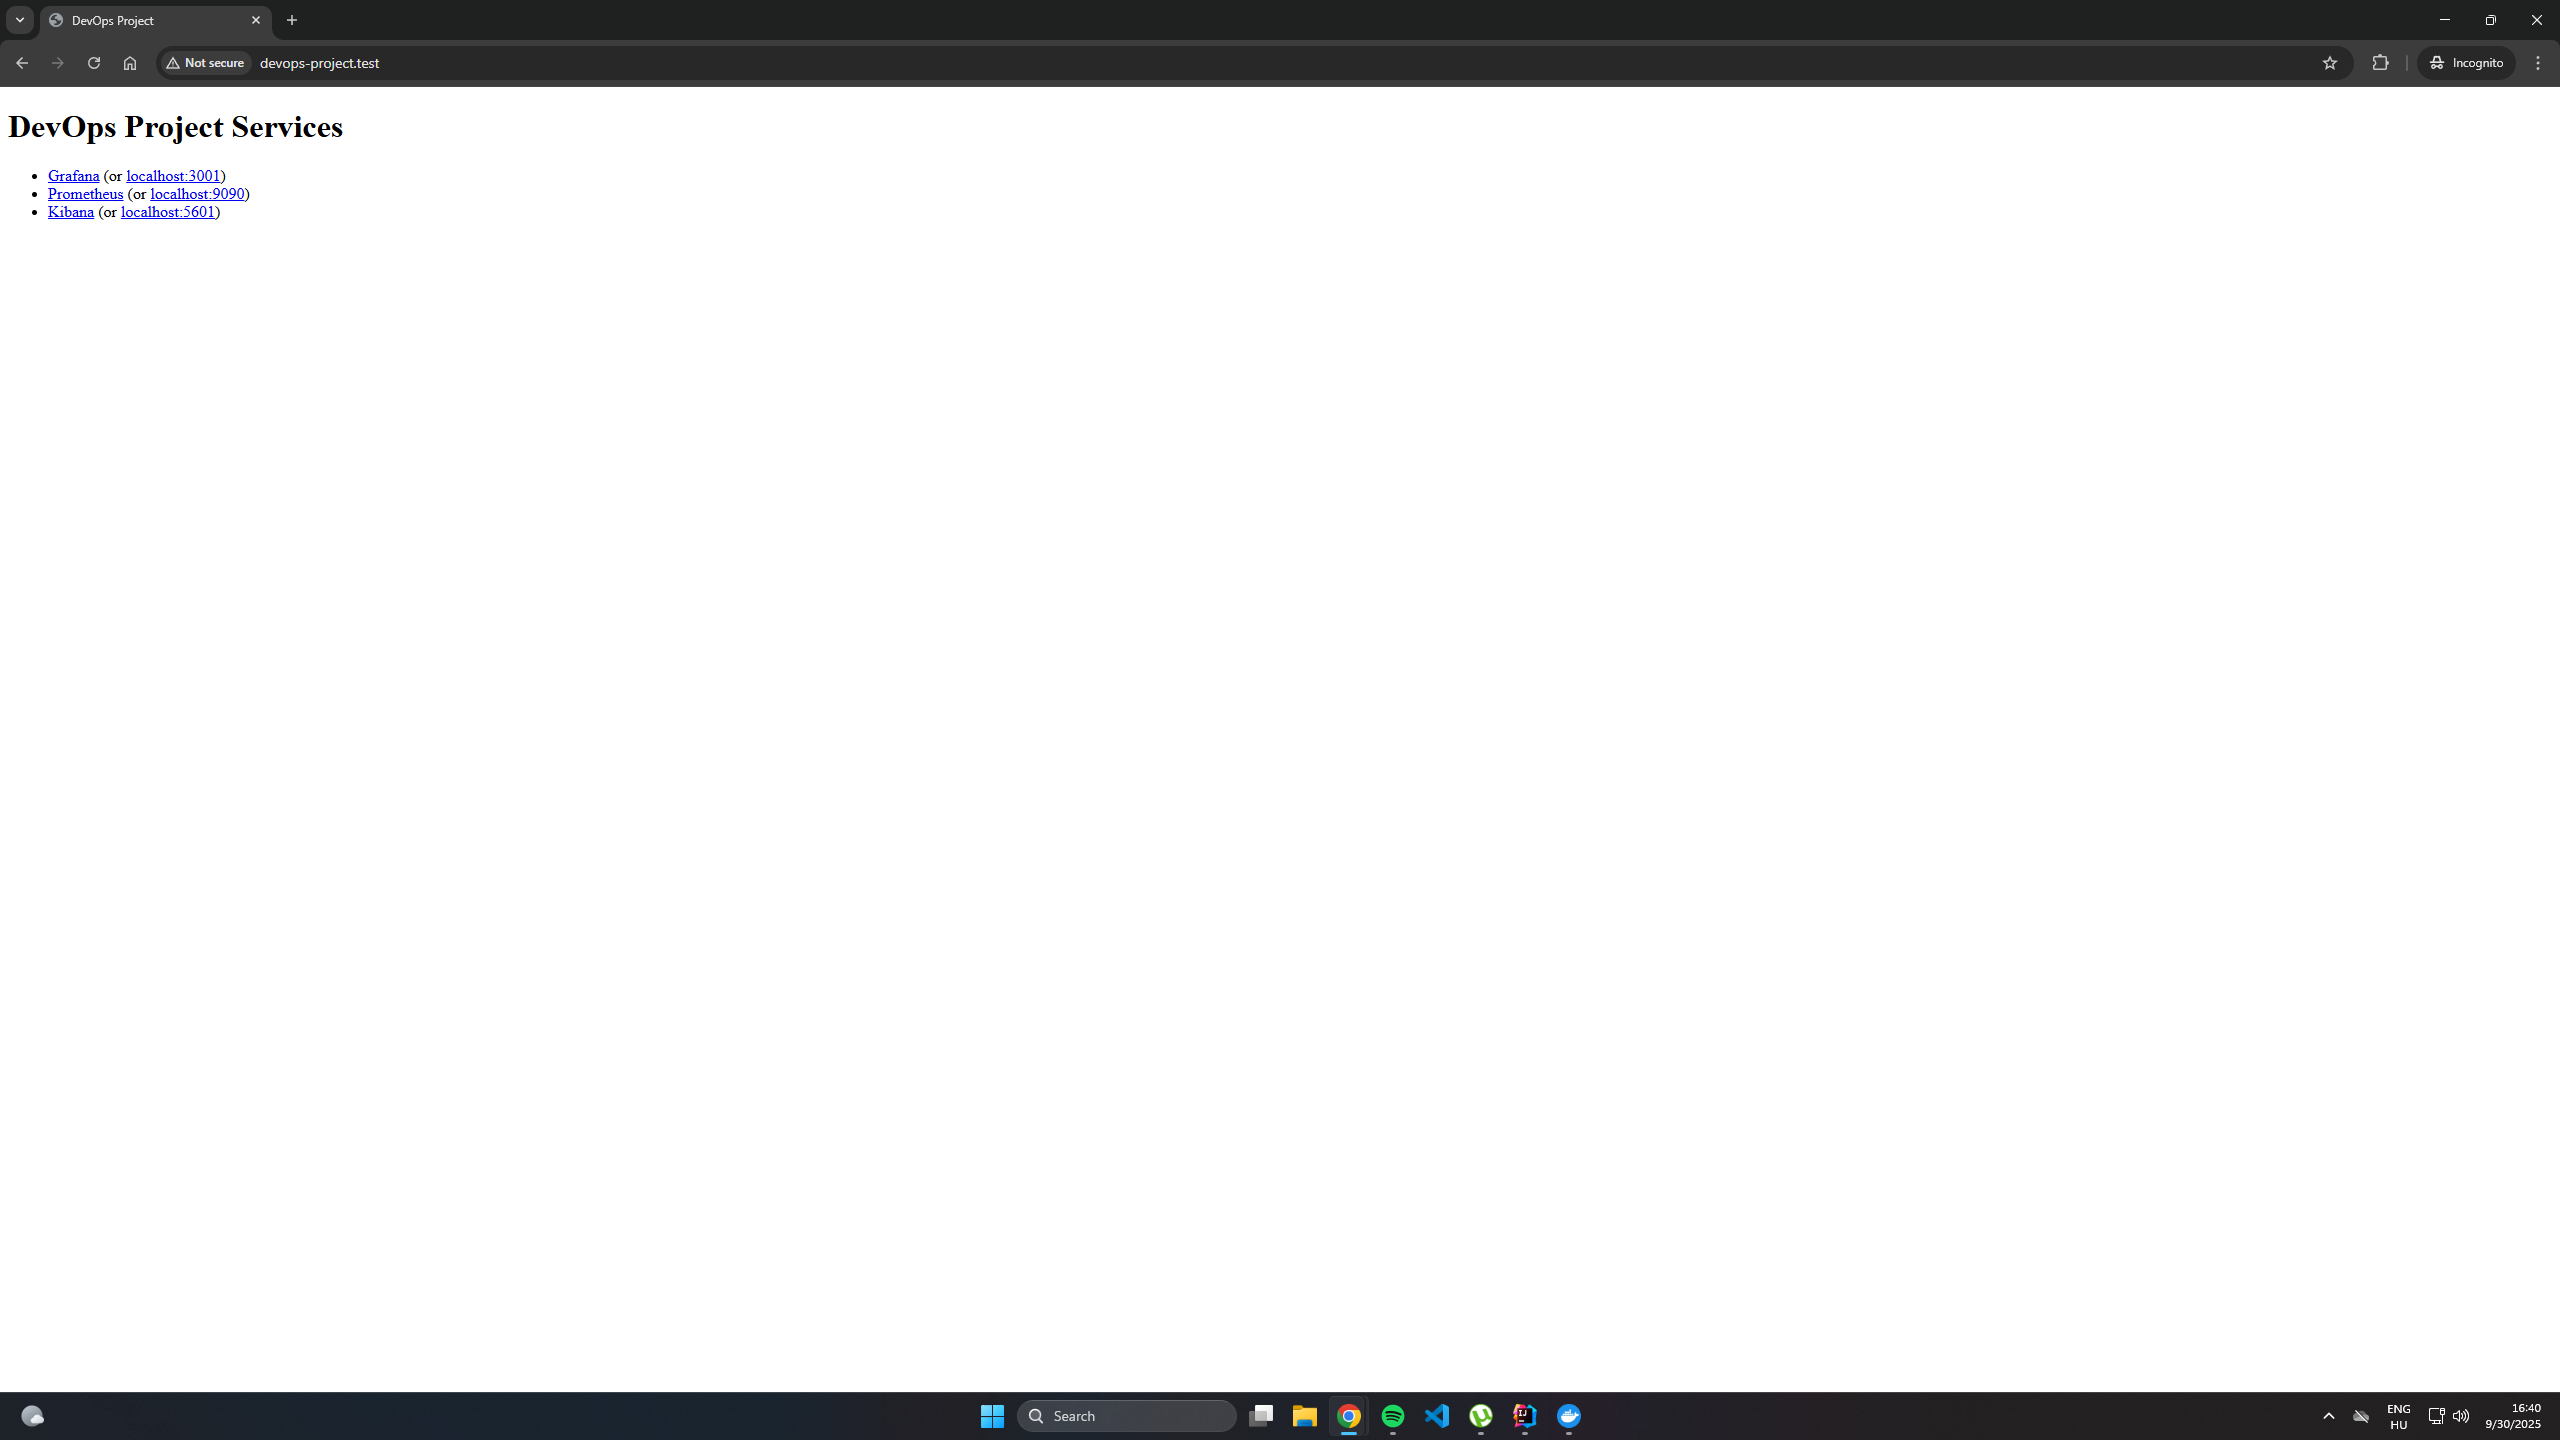 DevOps Project
Not secure
devops-project.test
Incognito
DevOps Project Services
Grafana (or localhost:3001)
Prometheus (or localhost:9090)
Kibana (or localhost:5601)
Search
ENG
HU
16:40
9/30/2025